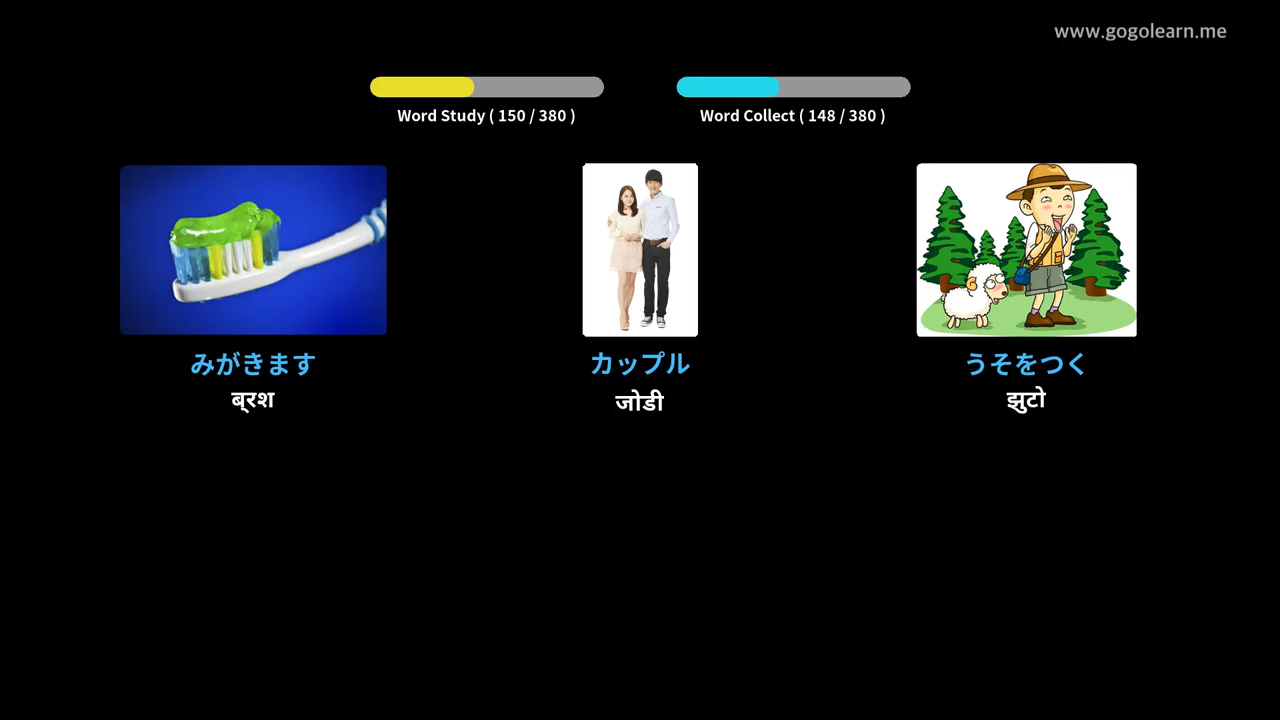 www.gogolearn.me
Word Study ( 150 / 380 )
Word Collect ( 148 / 380 )
みがきます
カップル
うそをつく
ब्रश
जोडी
झुटो